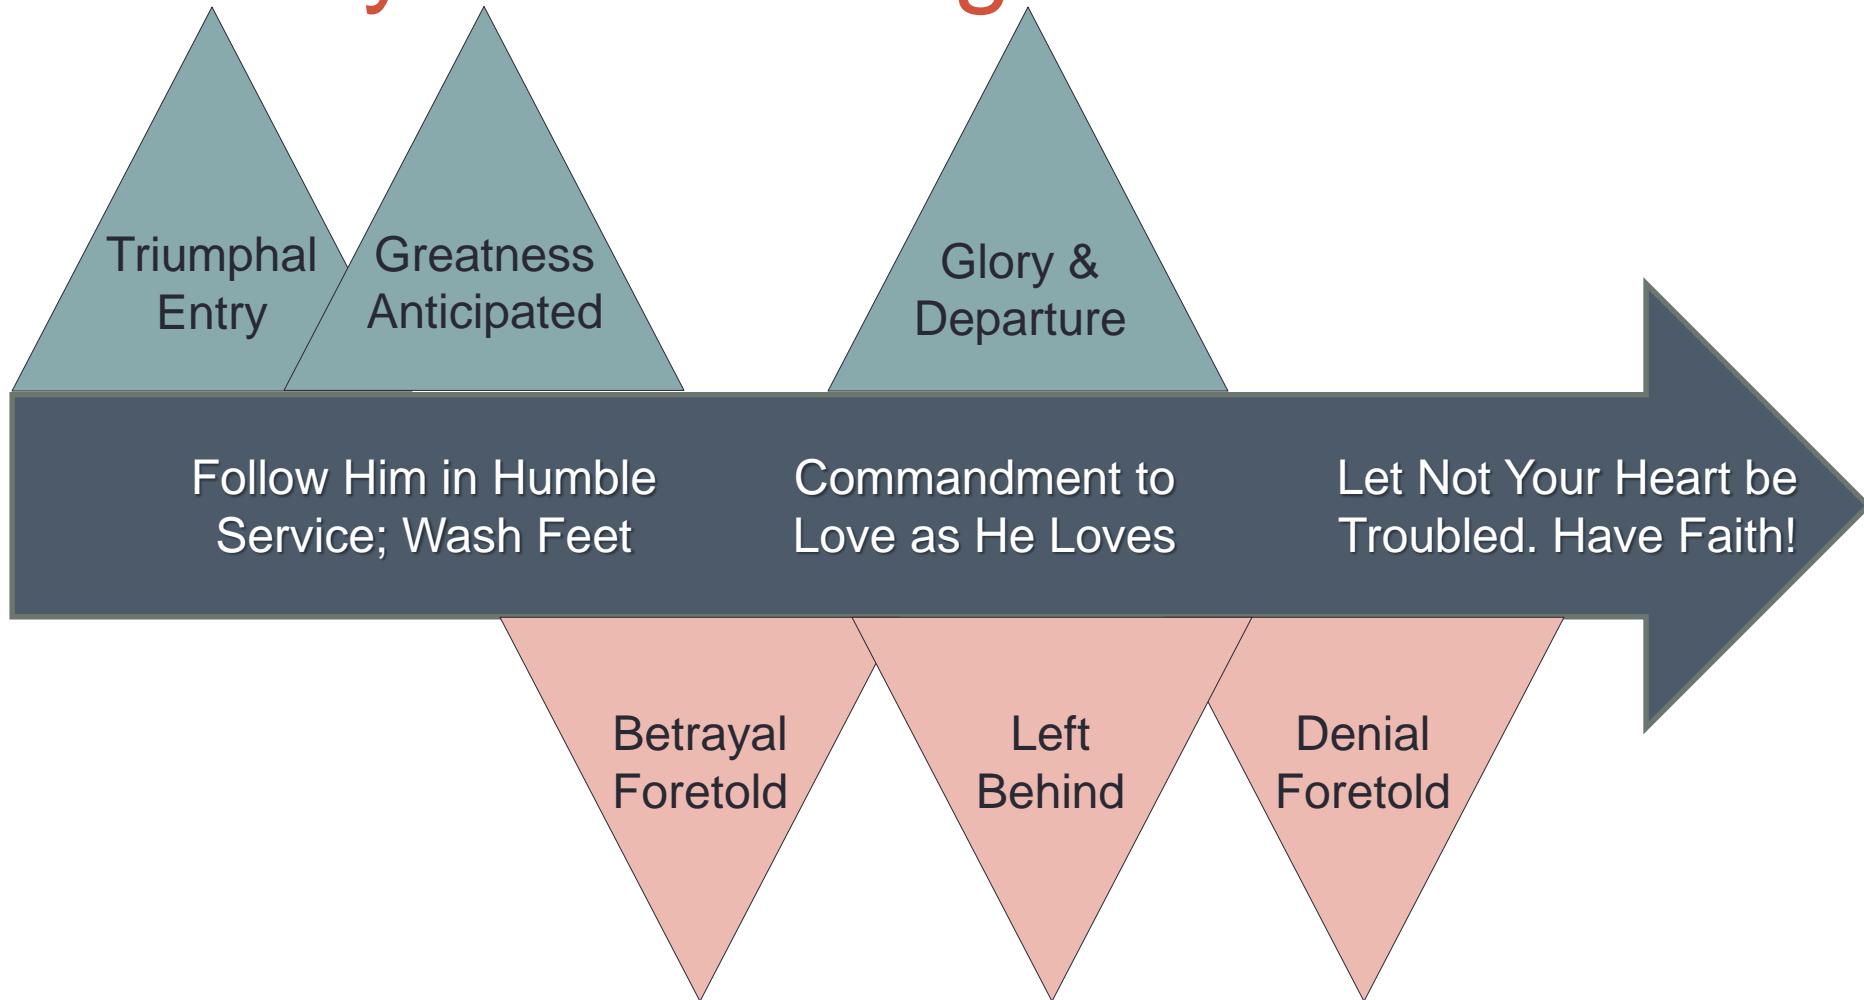 Triumphal
Entry
Greatness
Anticipated
Glory &
Departure
Follow Him in Humble
Service; Wash Feet
Commandment to
Love as He Loves
Let Not Your Heart be
Troubled. Have Faith!
Betrayal
Foretold
Left
Behind
Denial
Foretold